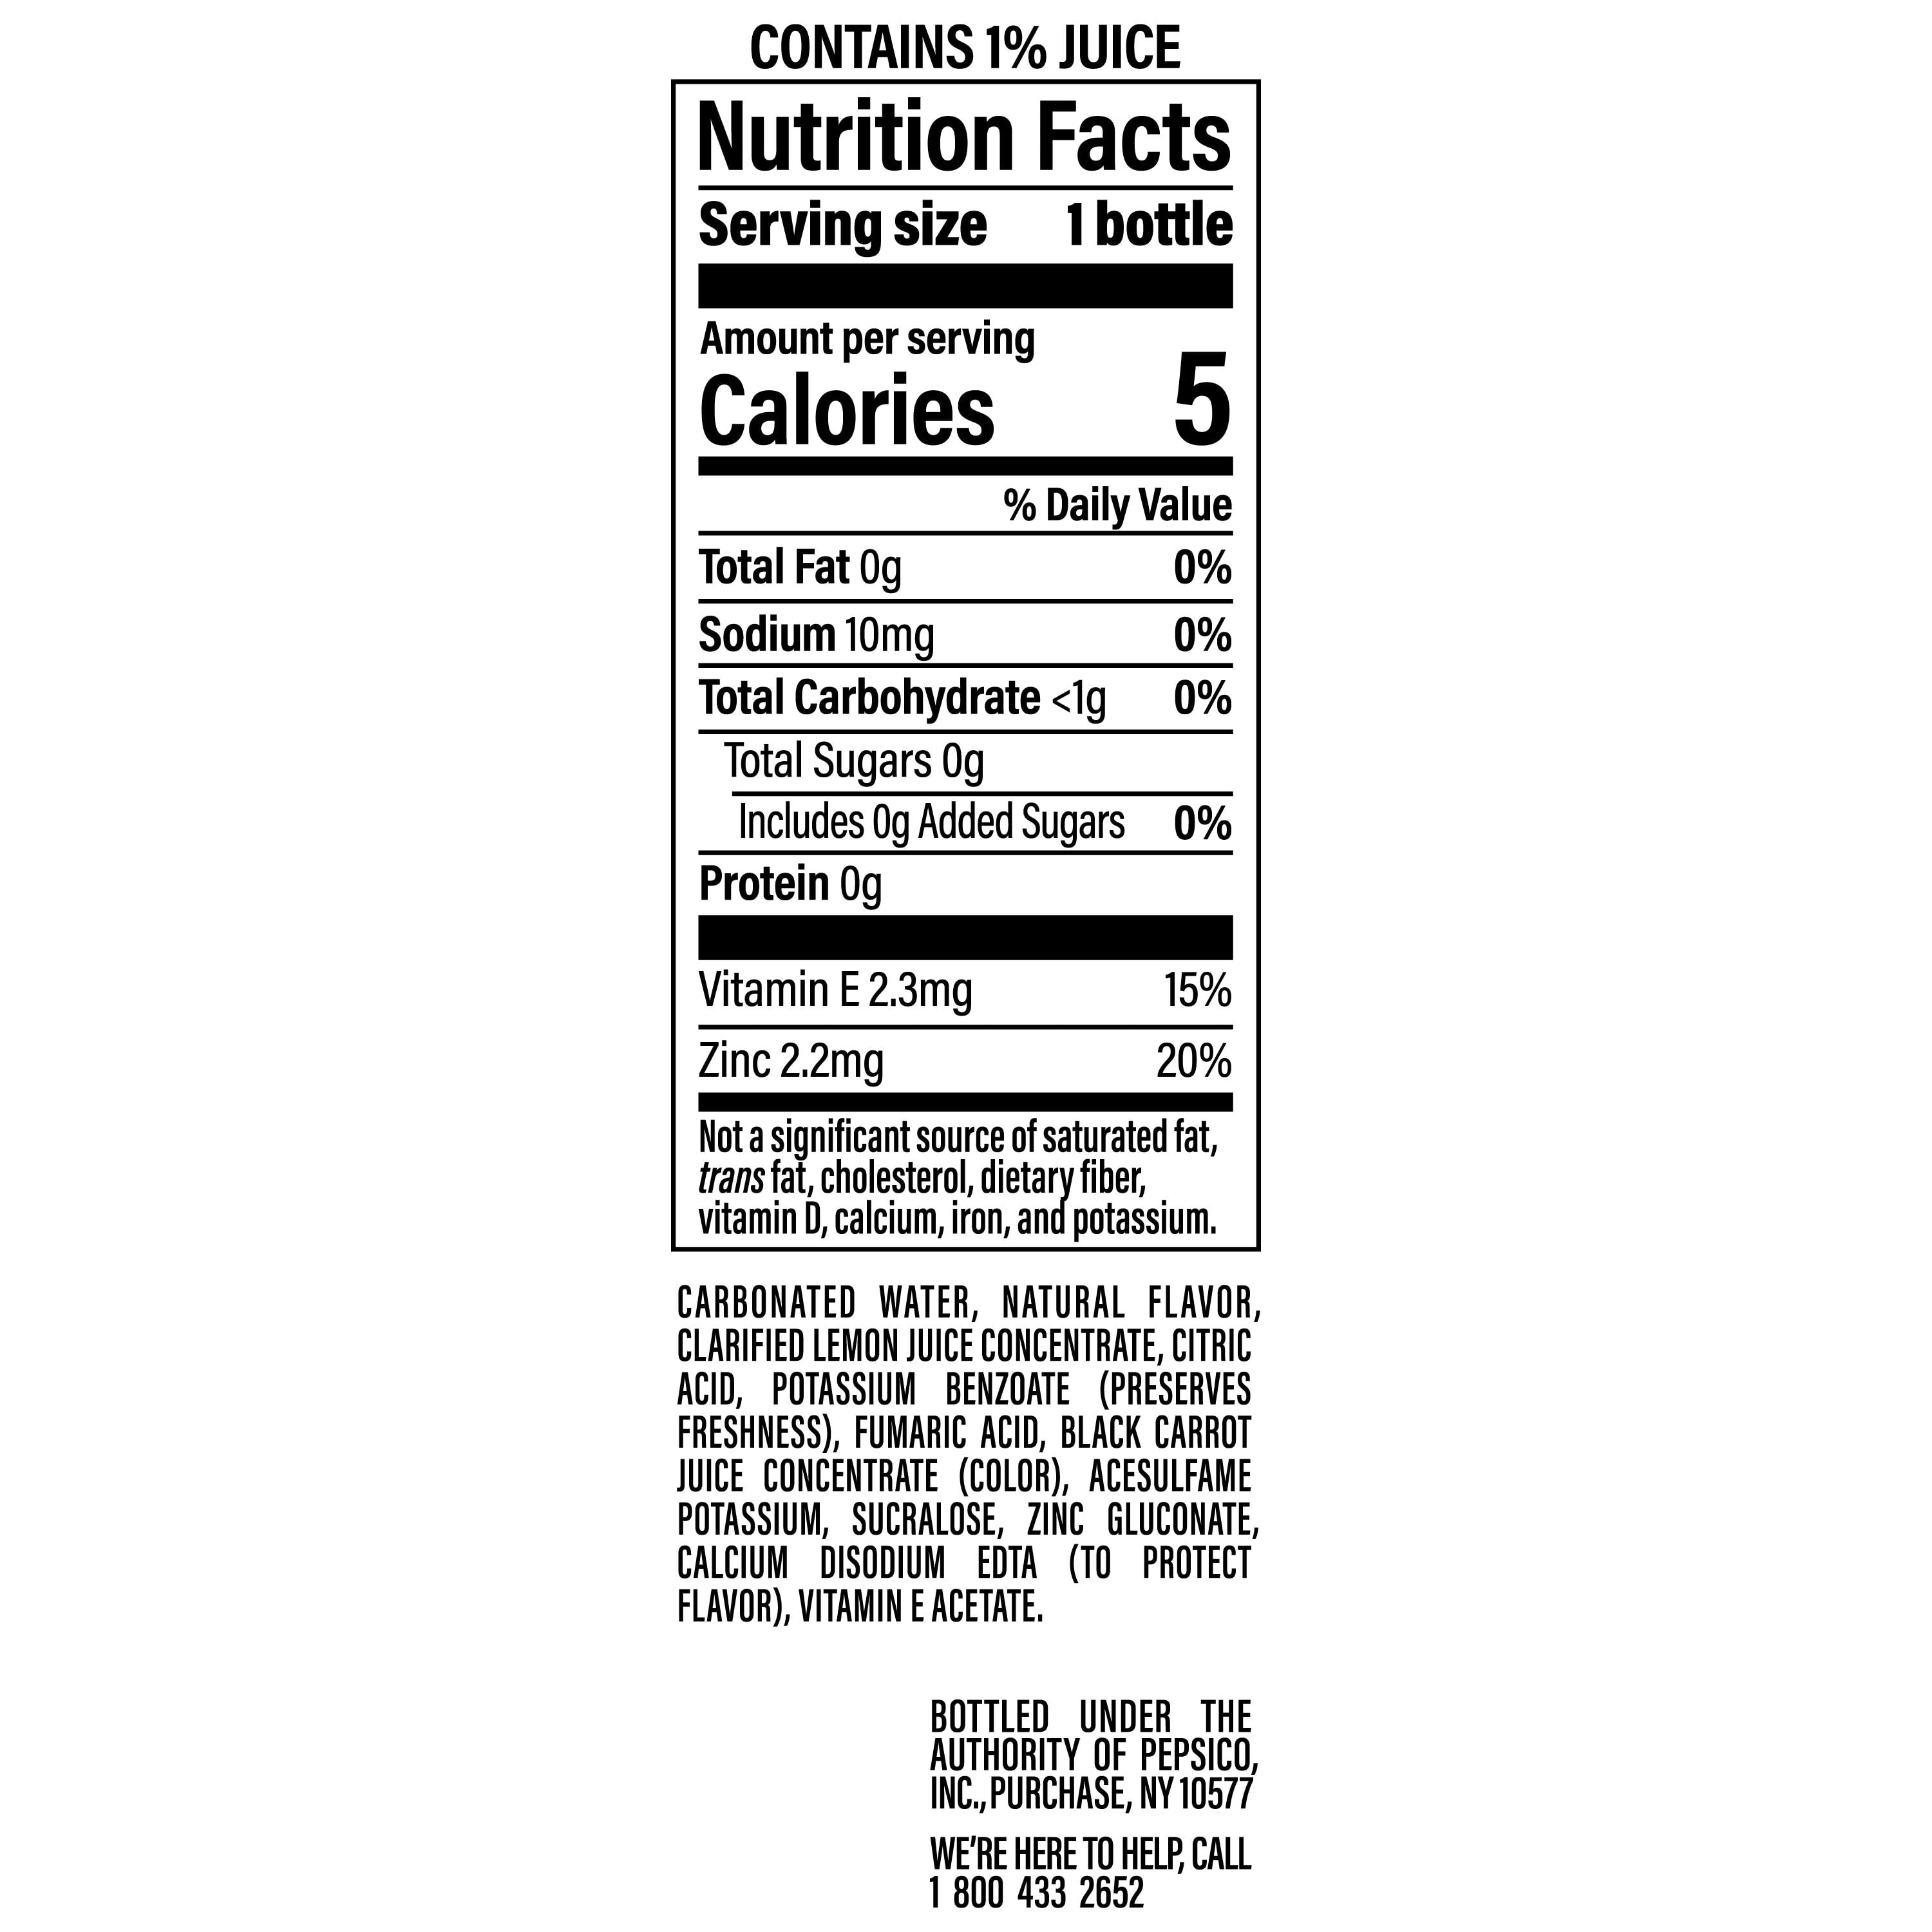 CONTAINS 1% JUICE
Nutrition Facts
Serving size 1 bottle
Amount per serving
Calories 5
% Daily Value
Total Fat 0g 0%
Sodium 10mg 0%
Total Carbohydrate <1g 0%
Total Sugars 0g
Includes 0g Added Sugars 0%
Protein 0g
Vitamin E 2.3mg 15%
Zinc 2.2mg 20%
Not a significant source of saturated fat,
trans fat, cholesterol, dietary fiber,
vitamin D, calcium, iron, and potassium.
CARBONATED WATER, NATURAL FLAVOR,
CLARIFIED LEMON JUICE CONCENTRATE, CITRIC
ACID, POTASSIUM BENZOATE (PRESERVES
FRESHNESS), FUMARIC ACID, BLACK CARROT
JUICE CONCENTRATE (COLOR), ACESULFAME
POTASSIUM, SUCRALOSE, ZINC GLUCONATE,
CALCIUM DISODIUM EDTA (TO PROTECT
FLAVOR), VITAMIN E ACETATE.
BOTTLED UNDER THE
AUTHORITY OF PEPSICO,
INC., PURCHASE, NY 10577
WE'RE HERE TO HELP, CALL
1 800 433 2652